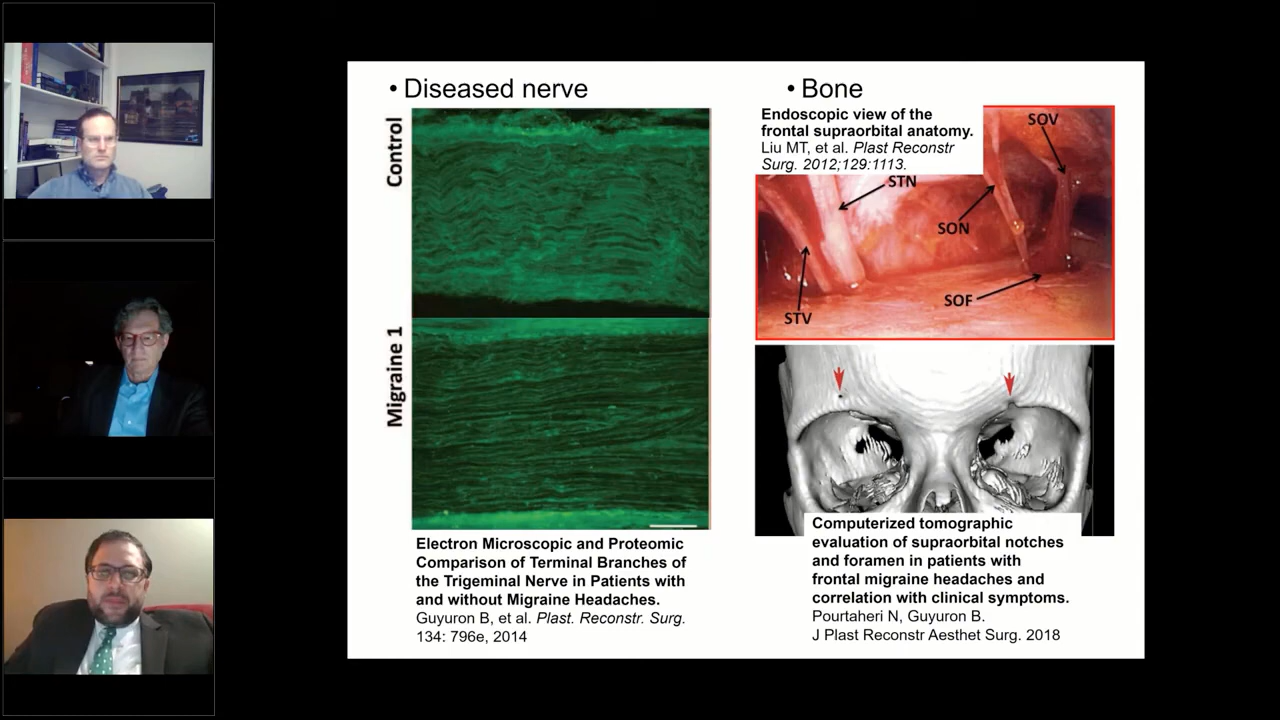 • Diseased nerve
Control
Migraine 1
Electron Microscopic and Proteomic
Comparison of Terminal Branches of
the Trigeminal Nerve in Patients with
and without Migraine Headaches.
Guyuron B, et al. Plast. Reconstr. Surg.
134: 796e, 2014
• Bone
Endoscopic view of the
frontal supraorbital anatomy.
Liu MT, et al. Plast Reconstr
Surg. 2012;129:1113.
SOV
STN
SON
SOF
STV
Computerized tomographic
evaluation of supraorbital notches
and foramen in patients with
frontal migraine headaches and
correlation with clinical symptoms.
Pourtaheri N, Guyuron B.
J Plast Reconstr Aesthet Surg. 2018